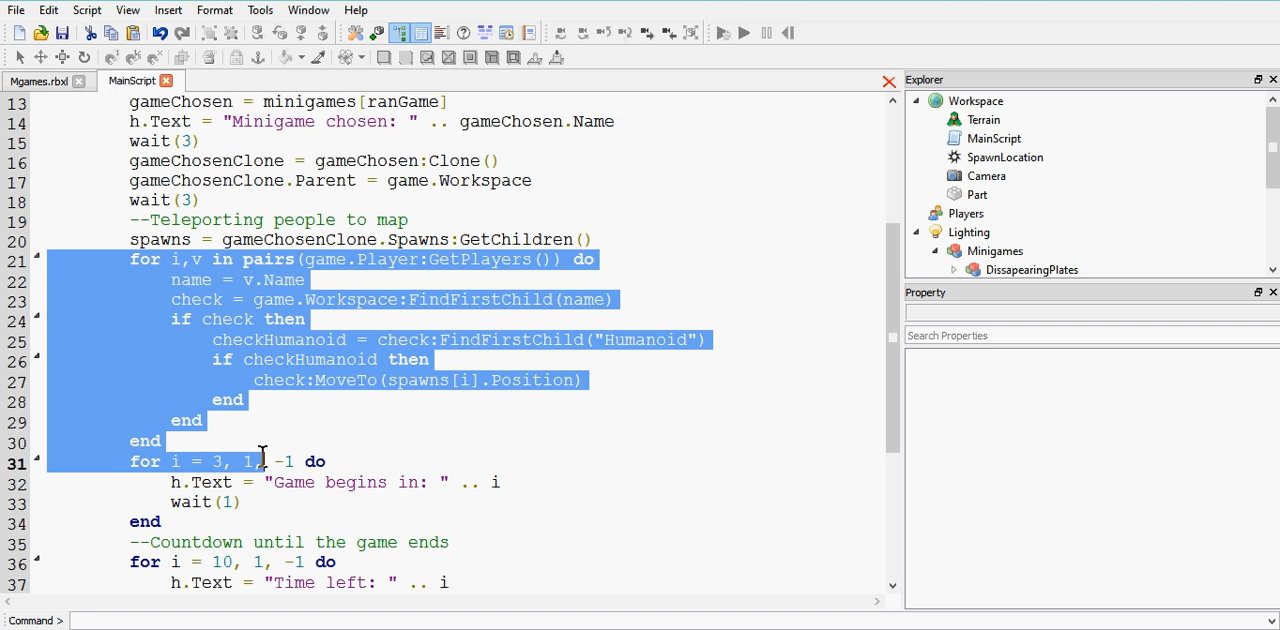 File Edit Script View Insert Format Tools Window Help
Mgames.rbxl MainScript
13 gameChosen = minigames[ranGame]
14 h.Text = "Minigame chosen: " .. gameChosen.Name
15 wait(3)
16 gameChosenClone = gameChosen:Clone()
17 gameChosenClone.Parent = game.Workspace
18 wait(3)
19 --Teleporting people to map
20 spawns = gameChosenClone.Spawns:GetChildren()
21 for i,v in pairs(game.Player:GetPlayers()) do
22 name = v.Name
23 check = game.Workspace:FindFirstChild(name)
24 if check then
25 checkHumanoid = check:FindFirstChild("Humanoid")
26 if checkHumanoid then
27 check:MoveTo(spawns[i].Position)
28 end
29 end
30 end
31 for i = 3, 1, -1 do
32 h.Text = "Game begins in: " .. i
33 wait(1)
34 end
35 --Countdown until the game ends
36 for i = 10, 1, -1 do
37 h.Text = "Time left: " .. i
Command >
Explorer
Workspace
Terrain
MainScript
SpawnLocation
Camera
Part
Players
Lighting
Minigames
DissapearingPlates
Property
Search Properties